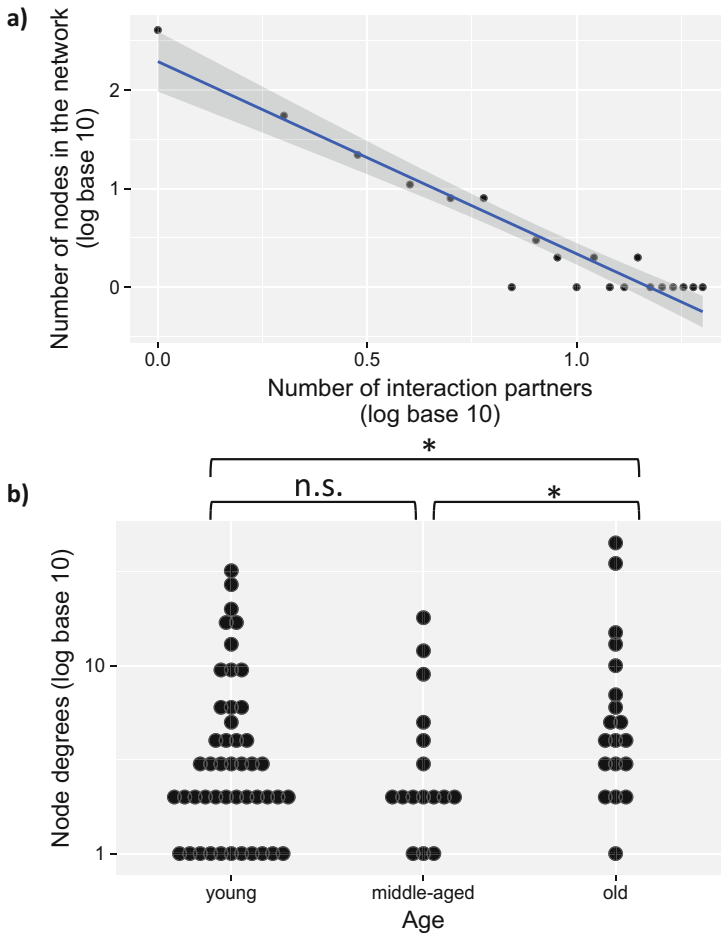 a)
Number of nodes in the network
(log base 10)
2
1
0
0.0
0.5
1.0
Number of interaction partners
(log base 10)
*
b)
n.s.
*
Node degrees (log base 10)
10
1
young
middle-aged
old
Age